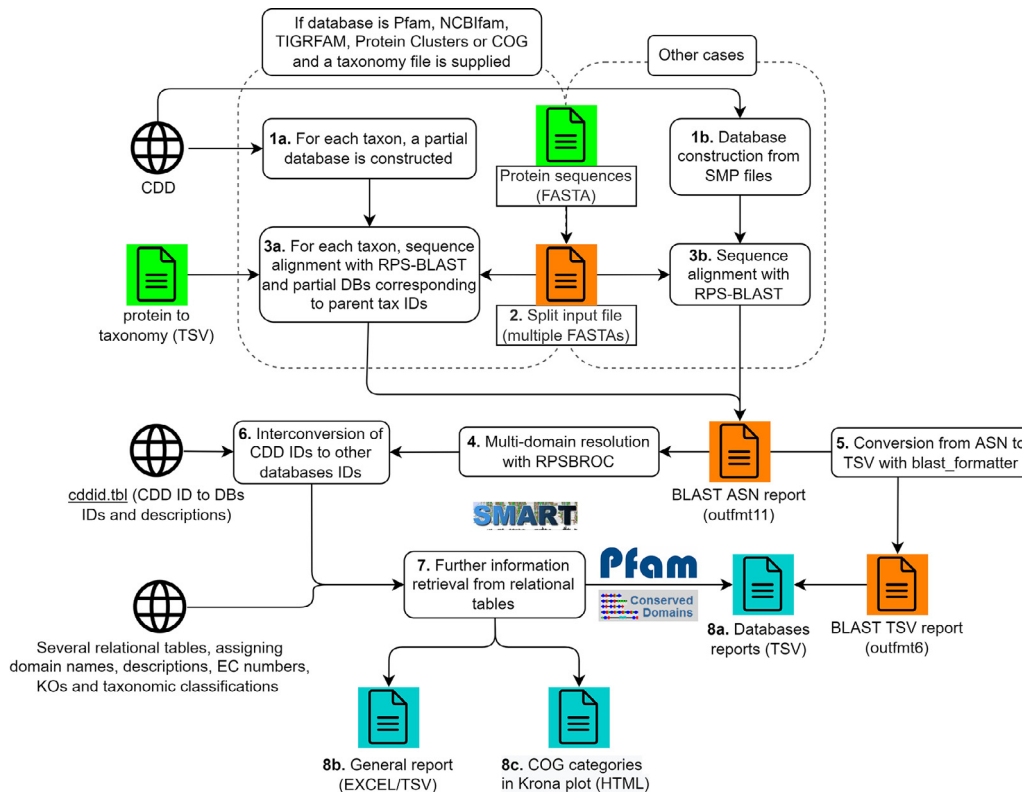 If database is Pfam, NCBIfam,
TIGRFAM, Protein Clusters or COG
and a taxonomy file is supplied
Other cases
CDD
1a. For each taxon, a partial
database is constructed
Protein sequences
(FASTA)
1b. Database
construction from
SMP files
protein to
taxonomy (TSV)
3a. For each taxon, sequence
alignment with RPS-BLAST
and partial DBs corresponding
to parent tax IDs
2. Split input file
(multiple FASTAs)
3b. Sequence
alignment with
RPS-BLAST
cddid.tbl (CDD ID to DBs
IDs and descriptions)
6. Interconversion of
CDD IDs to other
databases IDs
4. Multi-domain resolution
with RPSBROC
BLAST ASN report
(outfmt11)
5. Conversion from ASN to
TSV with blast_formatter
SMART
Several relational tables, assigning
domain names, descriptions, EC numbers,
KOs and taxonomic classifications
7. Further information
retrieval from relational
tables
Pfam
Conserved
Domains
8a. Databases
reports (TSV)
BLAST TSV report
(outfmt6)
8b. General report
(EXCEL/TSV)
8c. COG categories
in Krona plot (HTML)